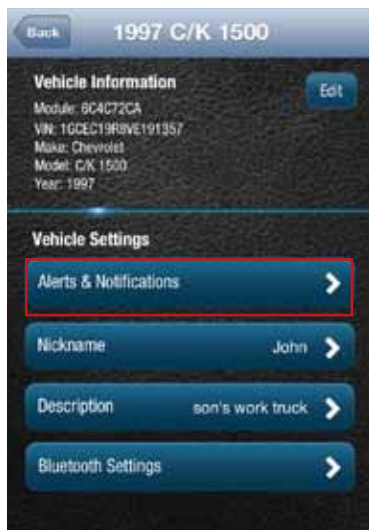 Back 1997 C/K 1500
Vehicle Information
Edit
Module: 6C4C72CA
VIN: 1GCEC19R8VE191357
Make: Chevrolet
Model: C/K 1500
Year: 1997
Vehicle Settings
Alerts & Notifications
Nickname John
Description son's work truck
Bluetooth Settings